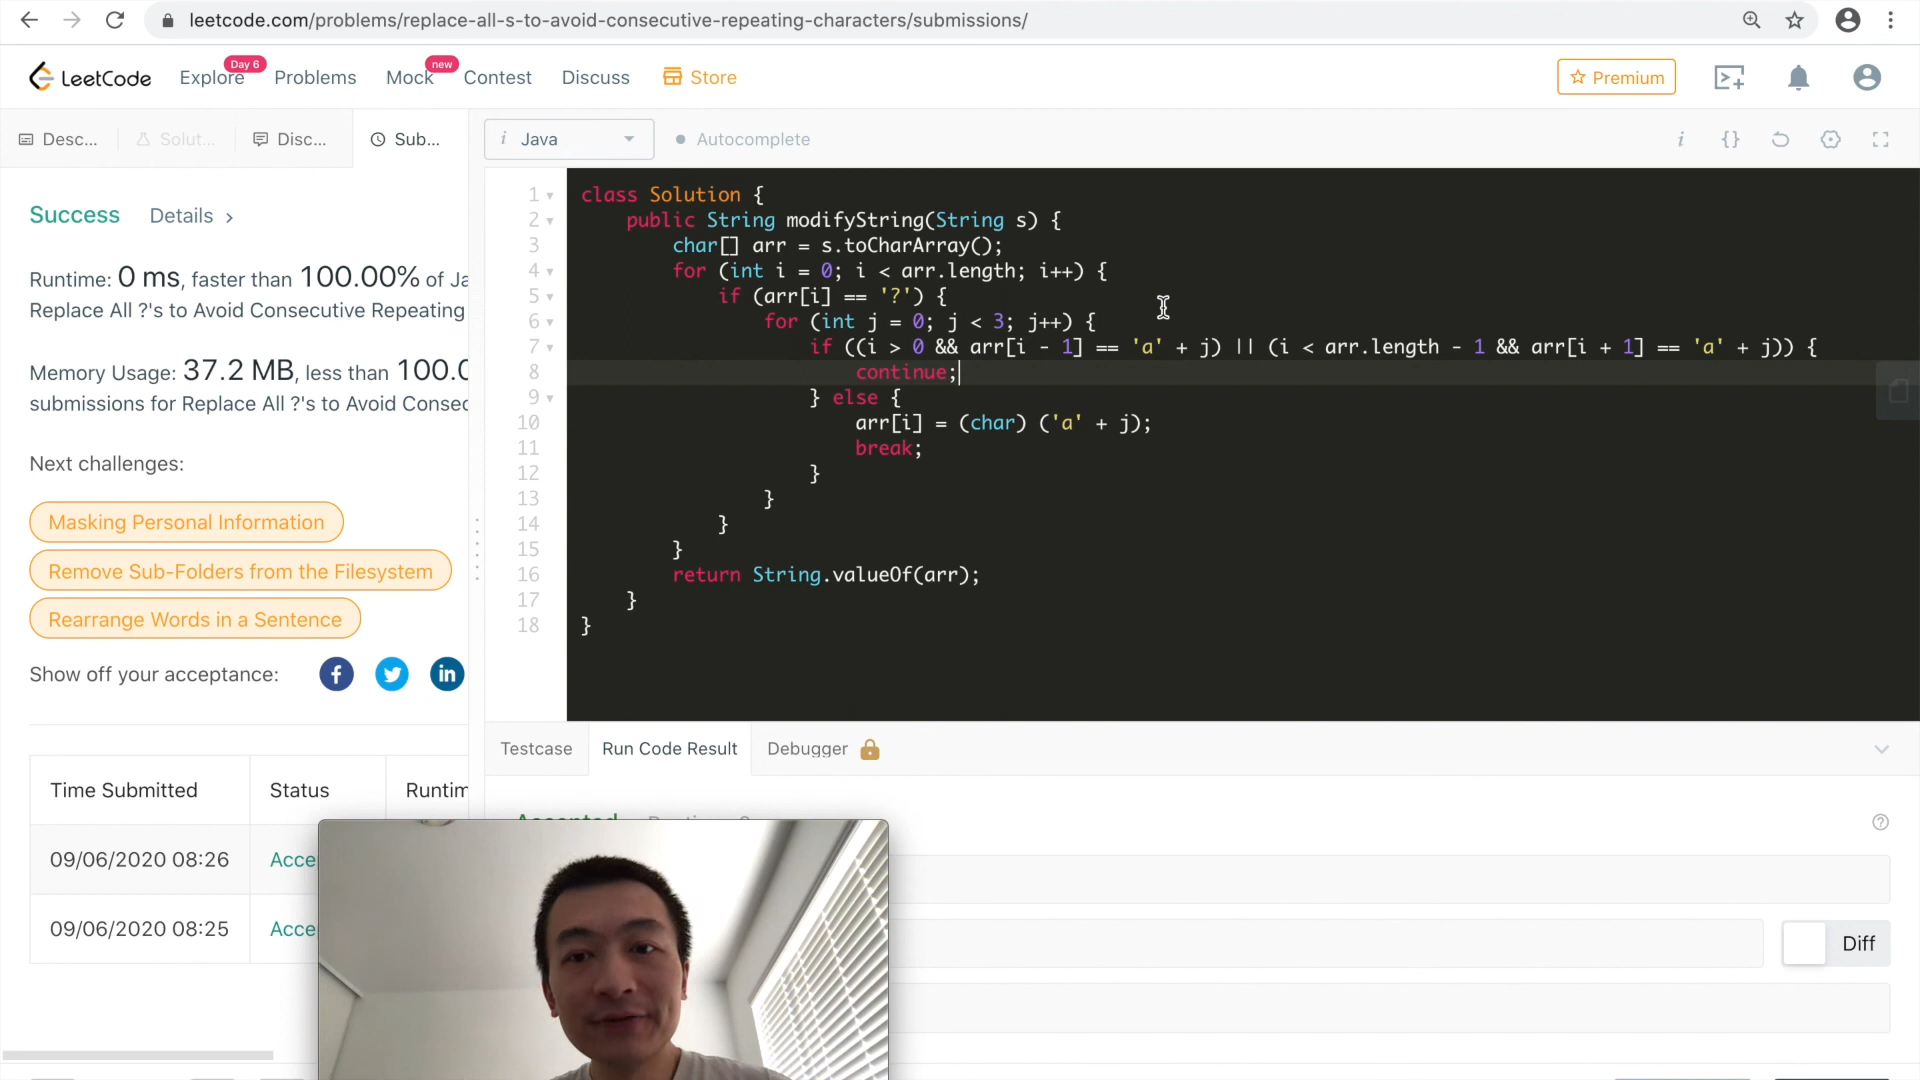 leetcode.com/problems/replace-all-s-to-avoid-consecutive-repeating-characters/submissions/
LeetCode
Explore
Day 6
Problems
Mock
new
Contest
Discuss
Store
Premium
Desc...
Solut...
Disc...
Sub...
i Java
Autocomplete
i
{}
Success
Details >
Runtime: 0 ms, faster than 100.00% of Ja
Replace All ?'s to Avoid Consecutive Repeating
Memory Usage: 37.2 MB, less than 100.0
submissions for Replace All ?'s to Avoid Consec
Next challenges:
Masking Personal Information
Remove Sub-Folders from the Filesystem
Rearrange Words in a Sentence
Show off your acceptance:
f
in
Time Submitted Status Runtim
09/06/2020 08:26 Acce
09/06/2020 08:25 Acce
1 class Solution {
2 public String modifyString(String s) {
3 char[] arr = s.toCharArray();
4 for (int i = 0; i < arr.length; i++) {
5 if (arr[i] == '?') {
6 for (int j = 0; j < 3; j++) {
7 if ((i > 0 && arr[i - 1] == 'a' + j) || (i < arr.length - 1 && arr[i + 1] == 'a' + j)) {
8 continue;
9 } else {
10 arr[i] = (char) ('a' + j);
11 break;
12 }
13 }
14 }
15 }
16 return String.valueOf(arr);
17 }
18 }
Testcase
Run Code Result
Debugger
Accepted
Diff